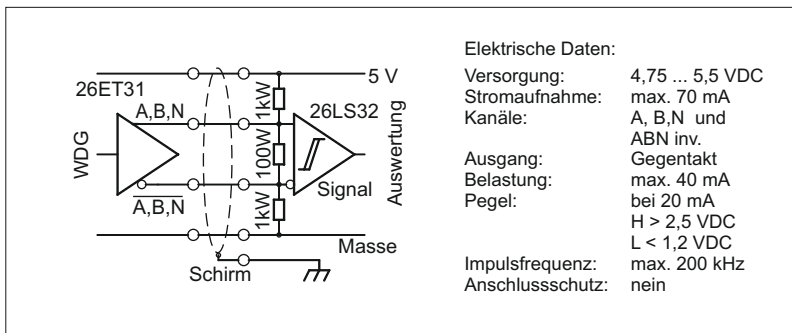 26ET31
A,B,N
WDG
A,B,N
Schirm
1kW
100W
1kW
5 V
26LS32
Signal
Masse
Auswertung
Elektrische Daten:
Versorgung: 4,75 ... 5,5 VDC
Stromaufnahme: max. 70 mA
Kanäle: A, B,N und
ABN inv.
Ausgang: Gegentakt
Belastung: max. 40 mA
Pegel: bei 20 mA
H > 2,5 VDC
L < 1,2 VDC
Impulsfrequenz: max. 200 kHz
Anschlussschutz: nein